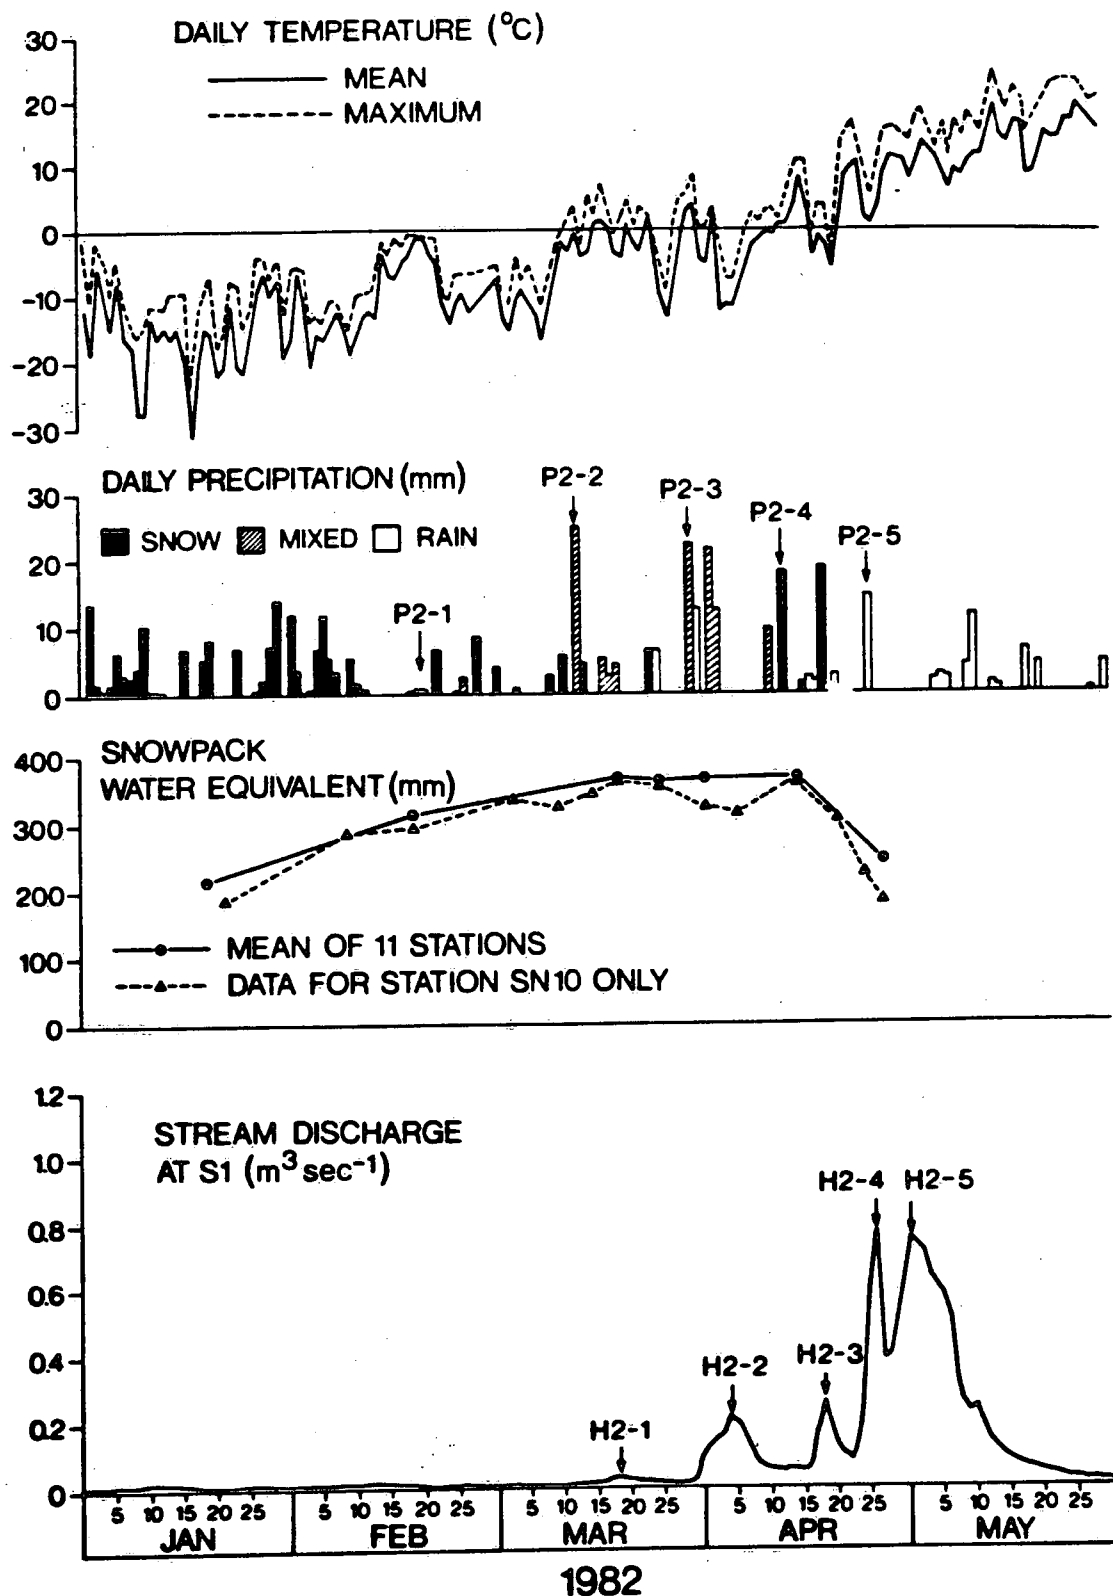 DAILY TEMPERATURE (°C)
MEAN
MAXIMUM
30
20
10
0
-10
-20
-30
DAILY PRECIPITATION (mm)
SNOW MIXED RAIN
P2-1
P2-2
P2-3
P2-4
P2-5
30
20
10
0
SNOWPACK
WATER EQUIVALENT (mm)
400
300
200
100
0
MEAN OF 11 STATIONS
DATA FOR STATION SN10 ONLY
STREAM DISCHARGE
AT S1 (m³ sec⁻¹)
1.2
1.0
0.8
0.6
0.4
0.2
0
H2-1
H2-2
H2-3
H2-4
H2-5
5 10 15 20 25 5 10 15 20 25 5 10 15 20 25 5 10 15 20 25 5 10 15 20 25
JAN FEB MAR APR MAY
1982